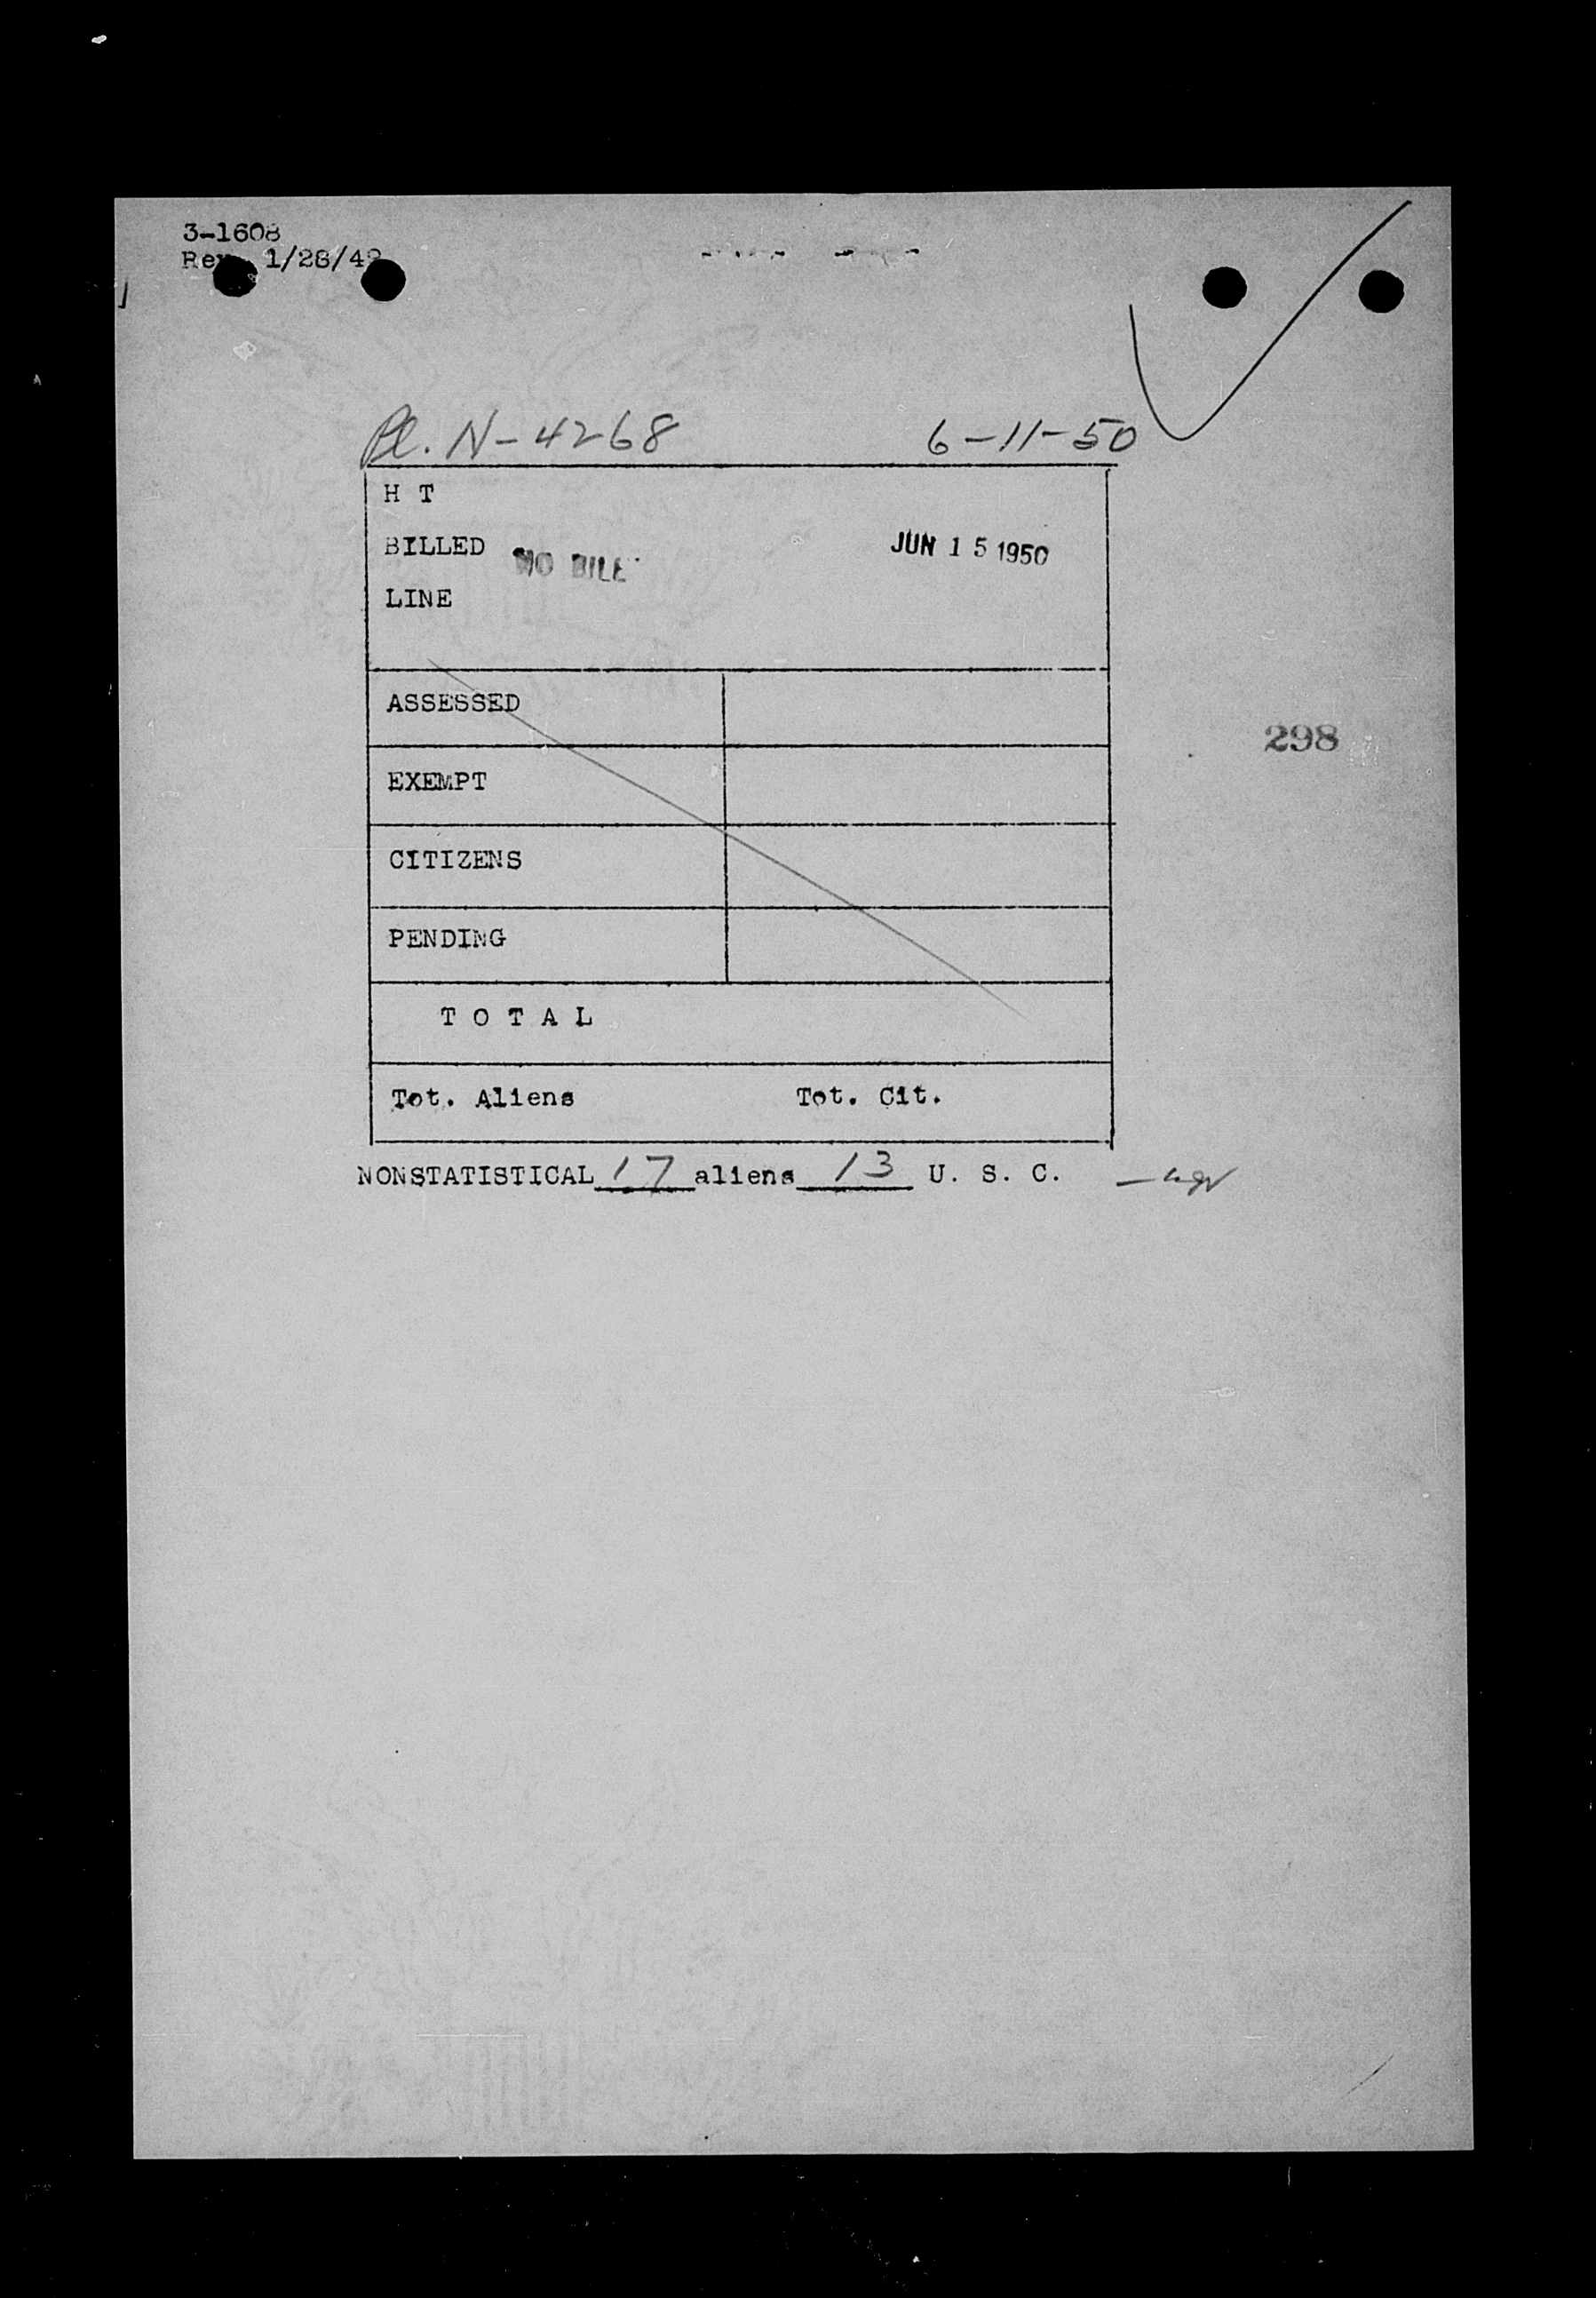 3-1608
Rev. 1/28/49
Pl. N-4268 6-11-50
H T
BILLED NO BILL JUN 15 1950
LINE
ASSESSED
298
EXEMPT
CITIZENS
PENDING
T O T A L
Tot. Aliens Tot. Cit.
NONSTATISTICAL 17 aliens 13 U. S. C.